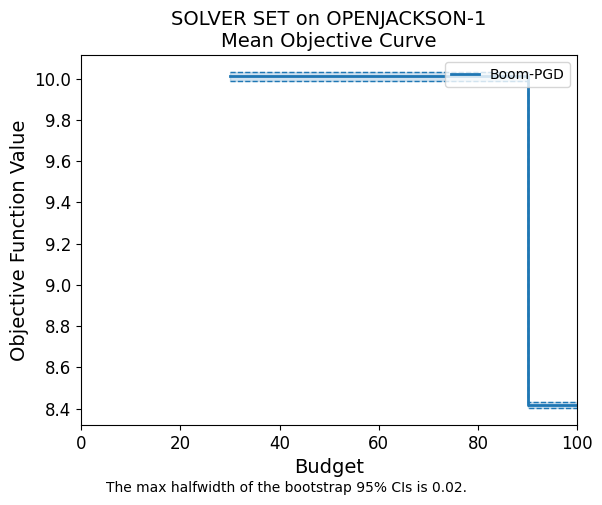 SOLVER SET on OPENJACKSON-1
Mean Objective Curve
Boom-PGD
Objective Function Value
10.0
9.8
9.6
9.4
9.2
9.0
8.8
8.6
8.4
0 20 40 60 80 100
Budget
The max halfwidth of the bootstrap 95% CIs is 0.02.